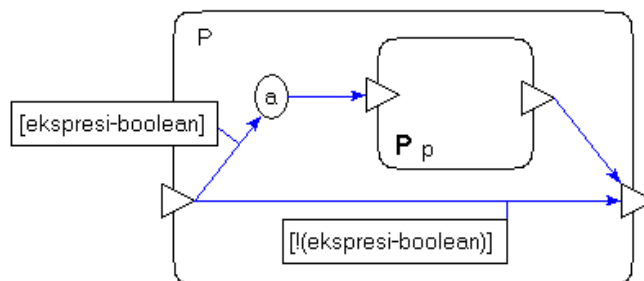 P
a
[ekspresi-boolean]
P p
[!(ekspresi-boolean)]